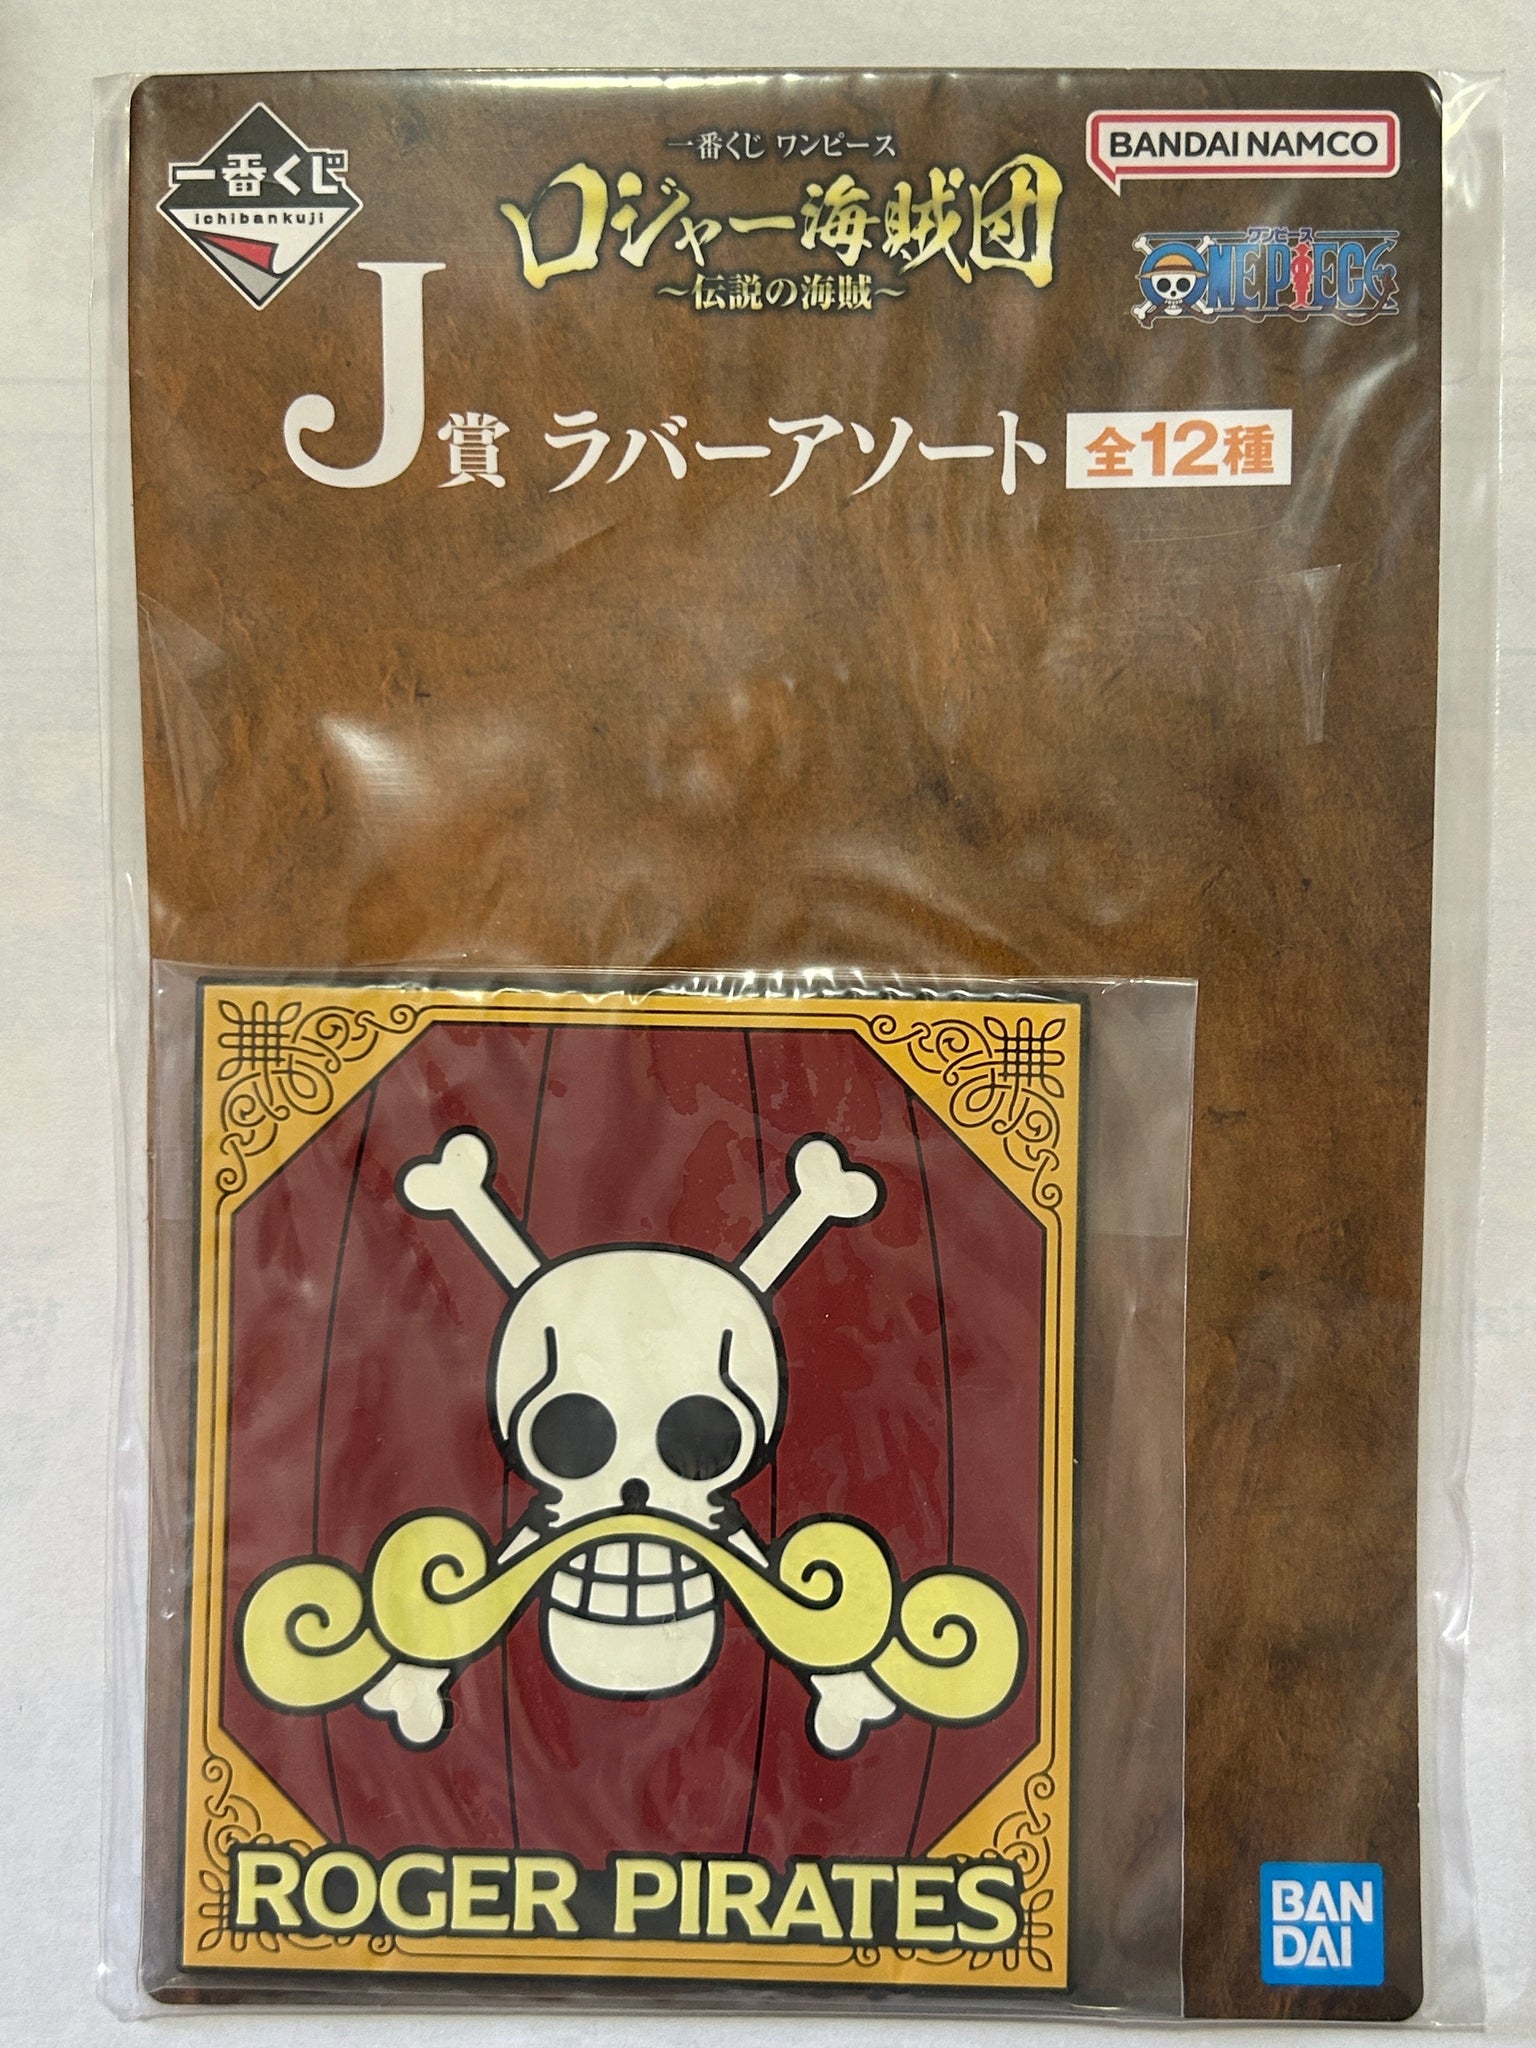 一番くじ
ichibankuji
一番くじ ワンピース
ロジャー海賊団
~伝説の海賊~
BANDAI NAMCO
ワンピース
ONE PIECE
J賞 ラバーアソート 全12種
ROGER PIRATES
BAN
DAI